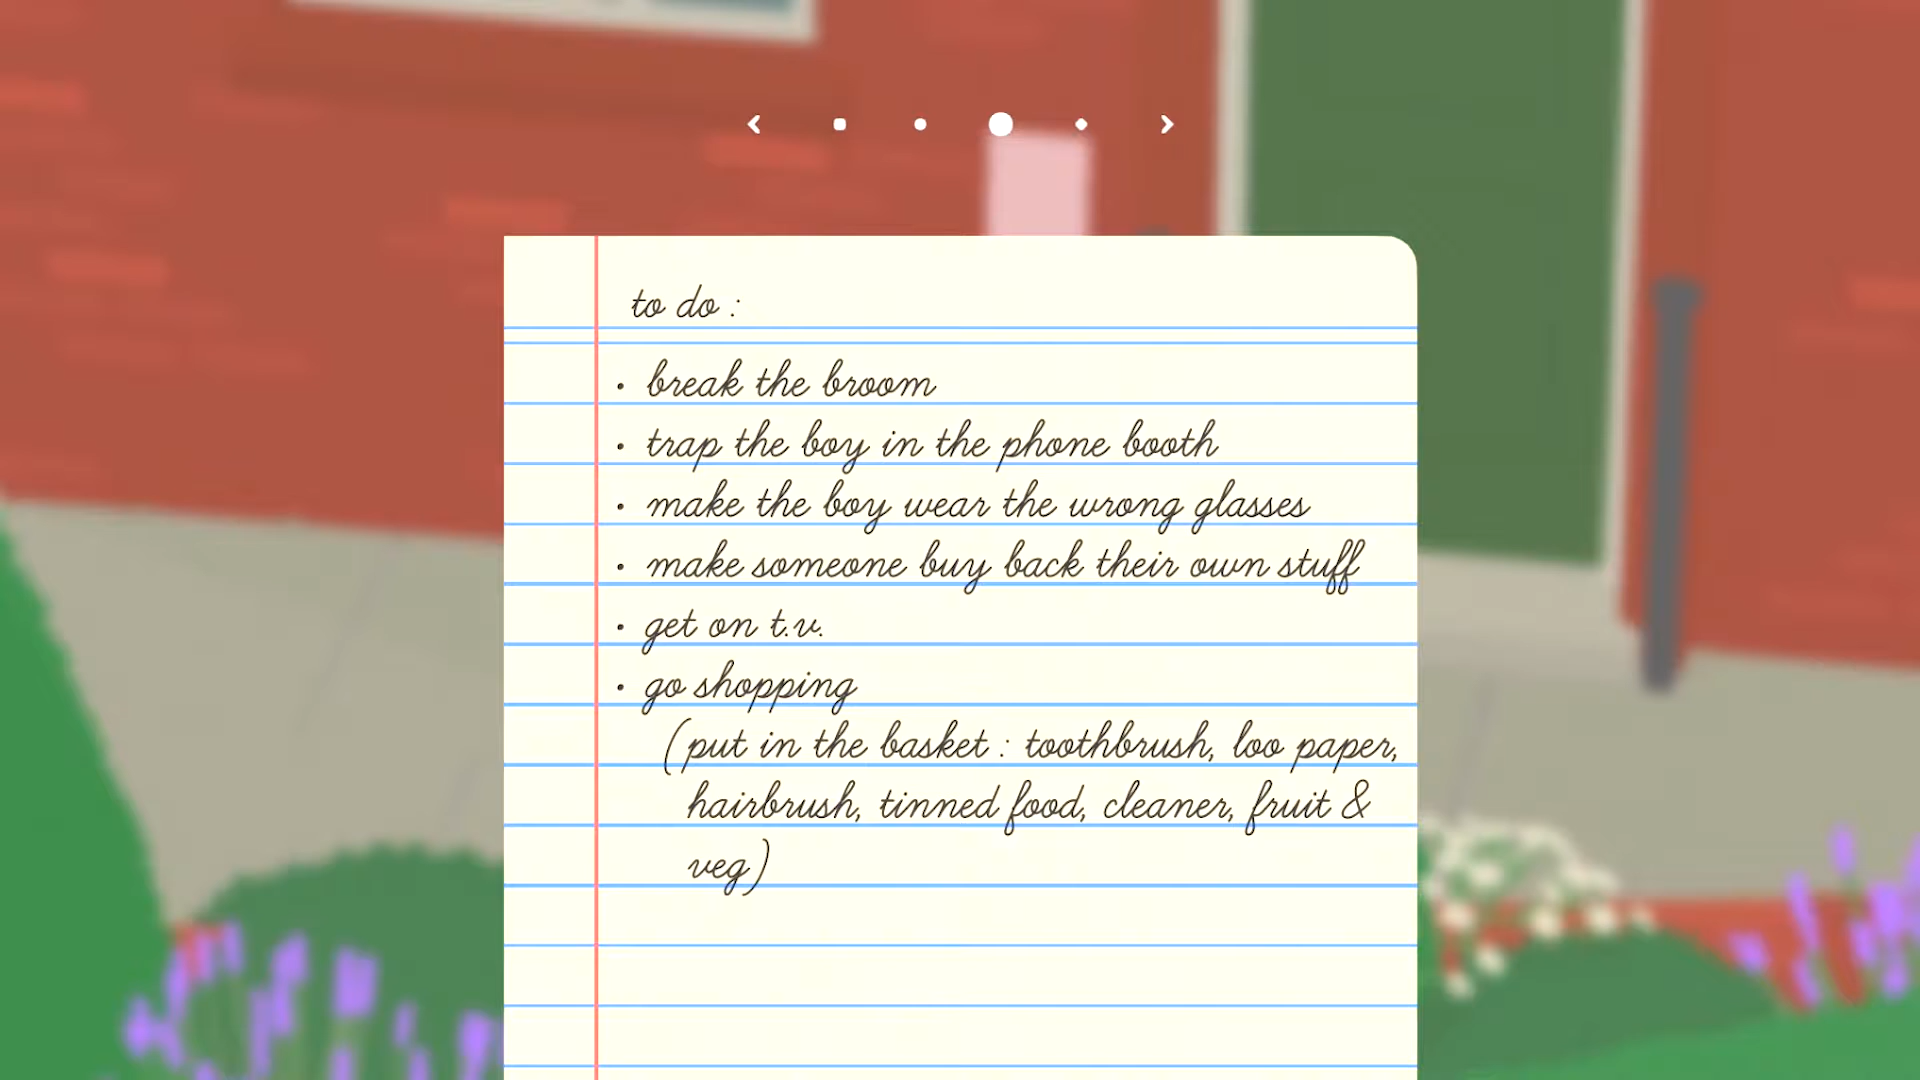 to do :
• break the broom
• trap the boy in the phone booth
• make the boy wear the wrong glasses
• make someone buy back their own stuff
• get on t.v.
• go shopping
(put in the basket : toothbrush, loo paper,
hairbrush, tinned food, cleaner, fruit &
veg)